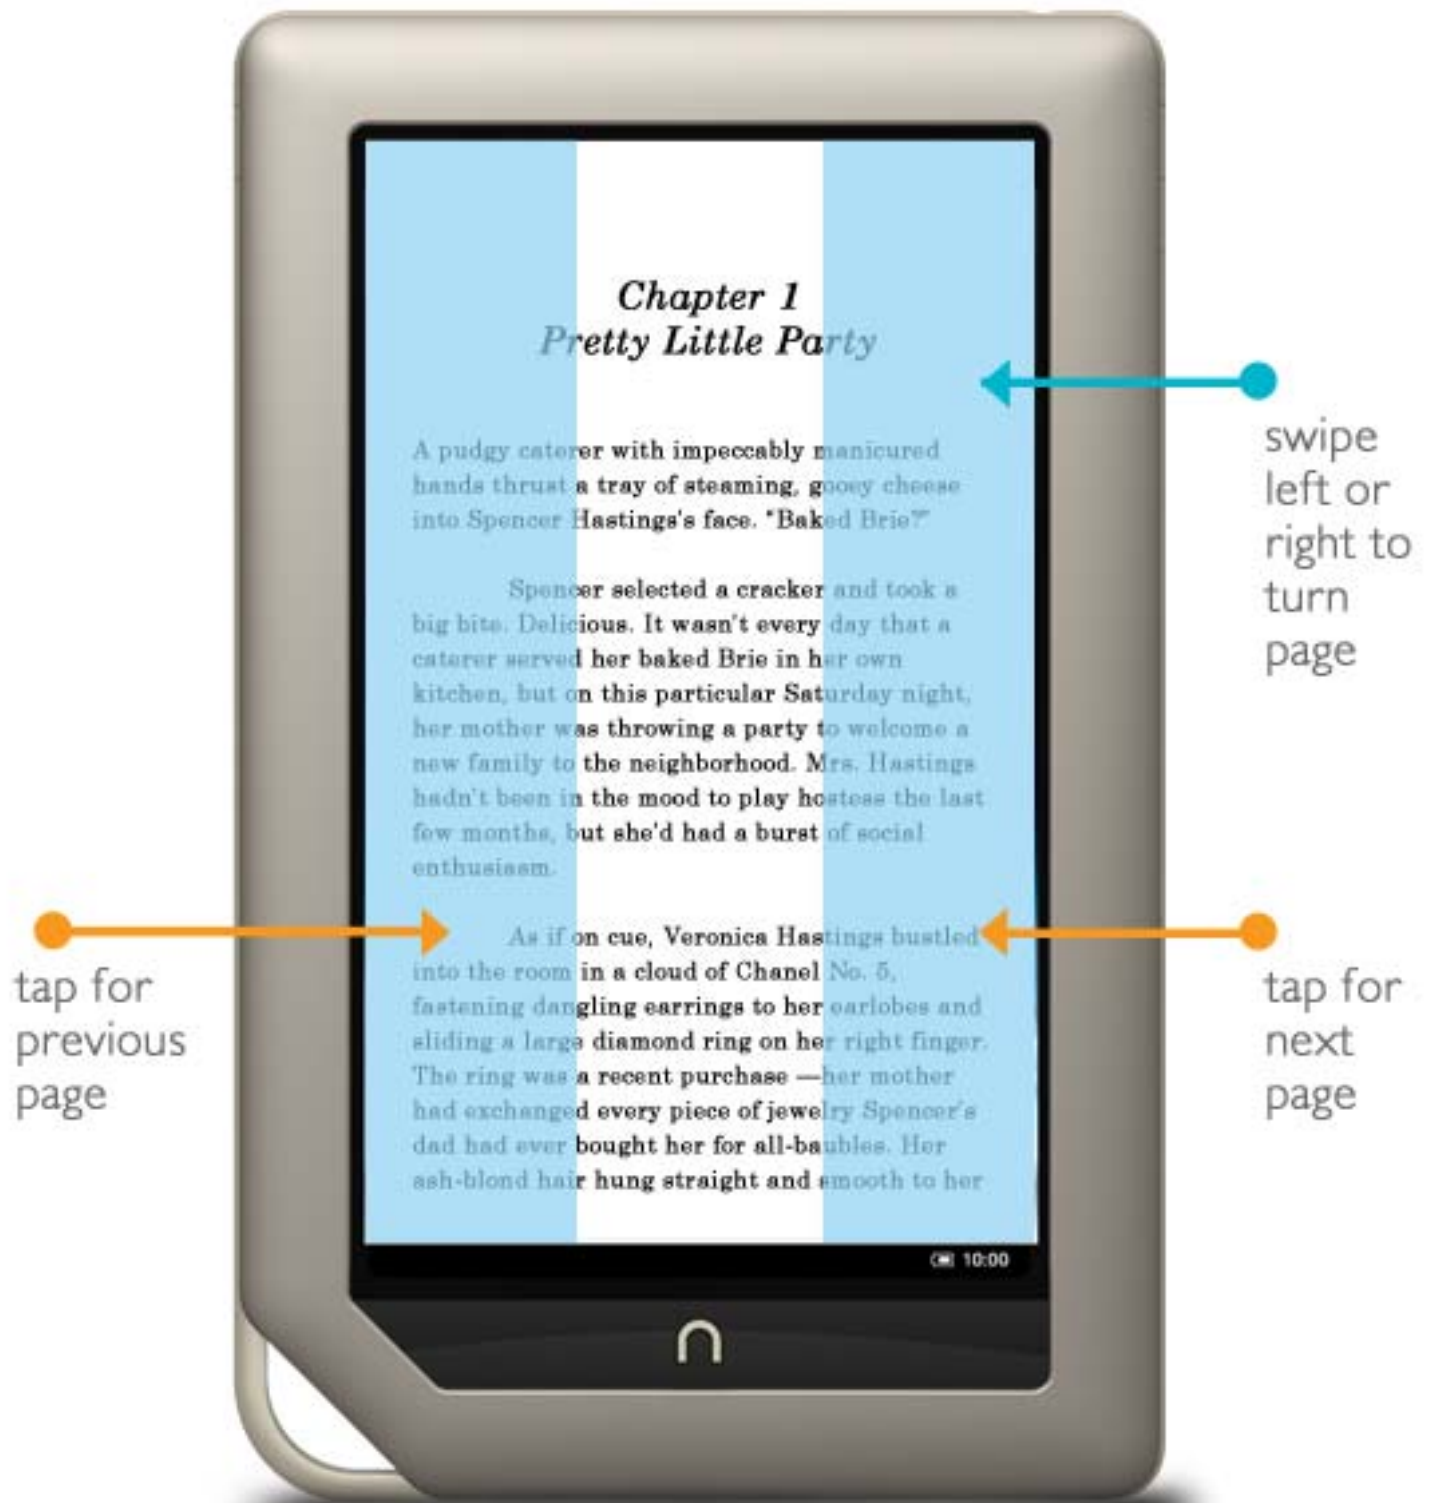 Chapter 1
Pretty Little Party
A pudgy caterer with impeccably manicured
hands thrust a tray of steaming, gooey cheese
into Spencer Hastings's face. "Baked Brie?"
Spencer selected a cracker and took a
big bite. Delicious. It wasn't every day that a
caterer served her baked Brie in her own
kitchen, but on this particular Saturday night,
her mother was throwing a party to welcome a
new family to the neighborhood. Mrs. Hastings
hadn't been in the mood to play hostess the last
few months, but she'd had a burst of social
enthusiasm.
As if on cue, Veronica Hastings bustled
into the room in a cloud of Chanel No. 5,
fastening dangling earrings to her earlobes and
sliding a large diamond ring on her right finger.
The ring was a recent purchase —her mother
had exchanged every piece of jewelry Spencer's
dad had ever bought her for all-baubles. Her
ash-blond hair hung straight and smooth to her
10:00
n
swipe
left or
right to
turn
page
tap for
previous
page
tap for
next
page